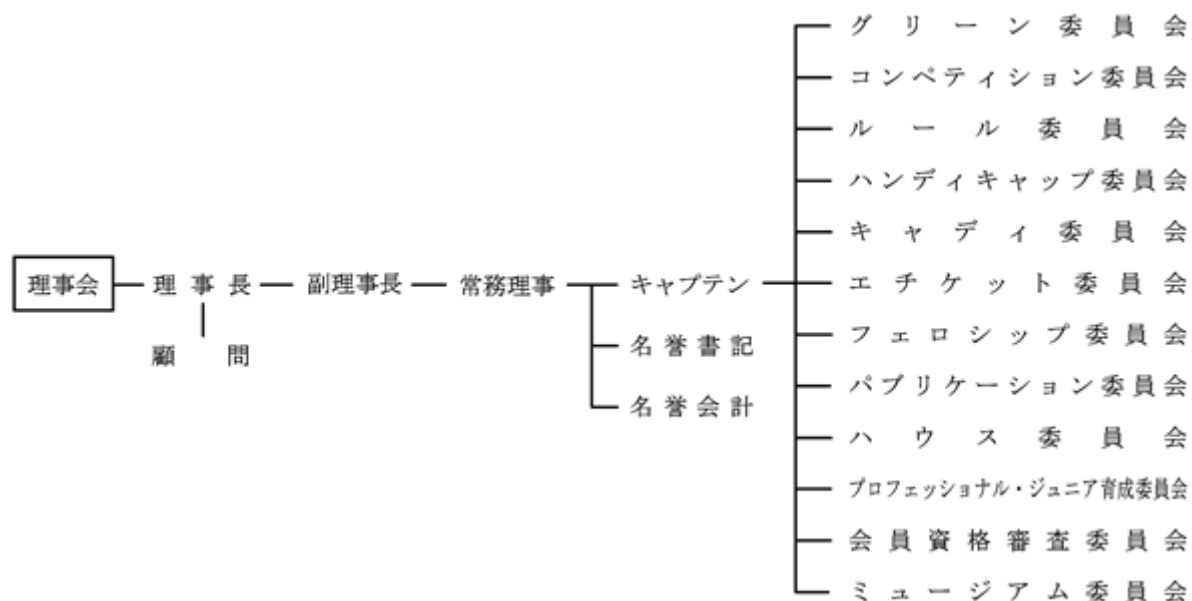 グリーン委員会
コンペティション委員会
ルール委員会
ハンディキャップ委員会
キャディ委員会
理事会
理事長
副理事長
常務理事
キャプテン
エチケット委員会
顧問
名誉書記
名誉会計
フェロシップ委員会
パブリケーション委員会
ハウス委員会
プロフェッショナル・ジュニア育成委員会
会員資格審査委員会
ミュージアム委員会